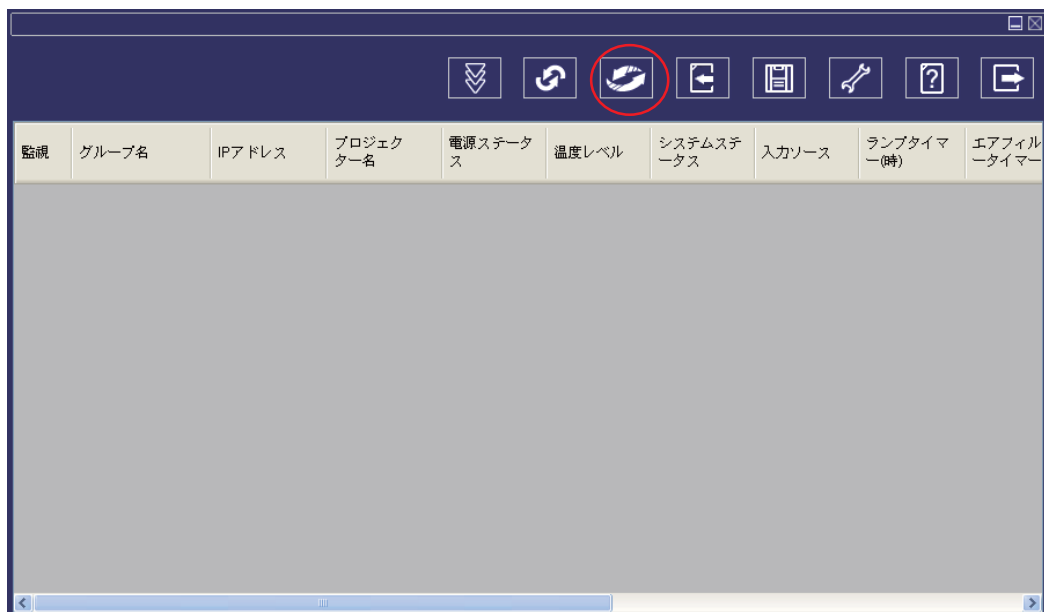 ?
監視
グループ名
IPアドレス
プロジェク
ター名
電源ステータ
ス
温度レベル
システムステ
ータス
入力ソース
ランプタイマ
ー(時)
エアフィル
ータイマー